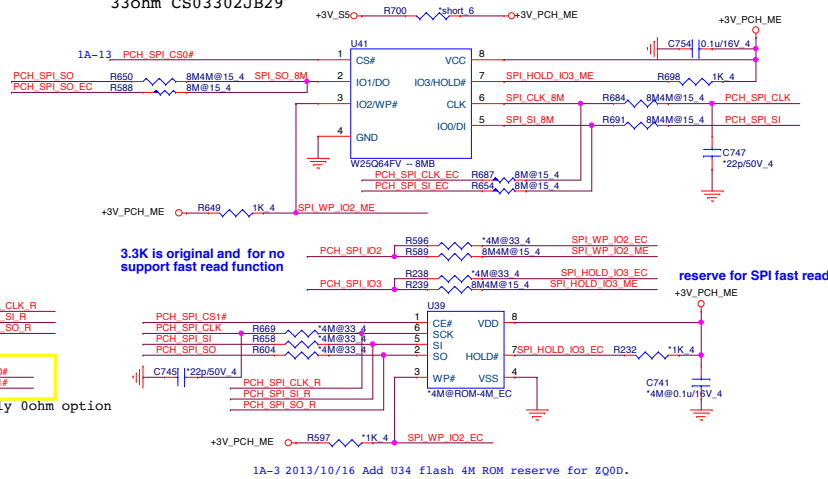 33ohm CS03302JB29
+3V_S5 R700 *short_6 +3V_PCH_ME
+3V_PCH_ME
C754 0.1u/16V_4
U41
1A-13 PCH_SPI_CS0# 1 CS# VCC 8
PCH_SPI_SO R650 8M4M@15_4 SPI_SO_8M 2 IO1/DO IO3/HOLD# 7 SPI_HOLD_IO3_ME R698 1K_4
PCH_SPI_SO_EC R588 8M@15_4
3 IO2/WP# CLK 6 SPI_CLK_8M R684 8M4M@15_4 PCH_SPI_CLK
IO0/DI 5 SPI_SI_8M R691 8M4M@15_4 PCH_SPI_SI
4 GND
C747
*22p/50V_4
W25Q64FV -- 8MB
PCH_SPI_CLK_EC R687 8M@15_4
PCH_SPI_SI_EC R654 8M@15_4
+3V_PCH_ME R649 1K_4 SPI_WP_IO2_ME
3.3K is original and for no
support fast read function
PCH_SPI_IO2 R596 *4M@33_4 SPI_WP_IO2_EC
R589 8M4M@15_4 SPI_WP_IO2_ME
PCH_SPI_IO3 R238 *4M@33_4 SPI_HOLD_IO3_EC
R239 8M4M@15_4 SPI_HOLD_IO3_ME
reserve for SPI fast read
+3V_PCH_ME
_CLK_R
_SI_R
_SO_R
U39
PCH_SPI_CS1# 1 CE# VDD 8
PCH_SPI_CLK R669 *4M@33_4 6 SCK
PCH_SPI_SI R658 *4M@33_4 5 SI
PCH_SPI_SO R604 *4M@33_4 2 SO HOLD# 7 SPI_HOLD_IO3_EC R232 *1K_4
C745 *22p/50V_4
3 WP# VSS 4
*4M@ROM-4M_EC
C741
*4M@0.1u/16V_4
PCH_SPI_CLK_R
PCH_SPI_SI_R
PCH_SPI_SO_R
0#
1#
ly 0ohm option
+3V_PCH_ME R597 *1K_4 SPI_WP_IO2_EC
1A-3 2013/10/16 Add U34 flash 4M ROM reserve for ZQ0D.